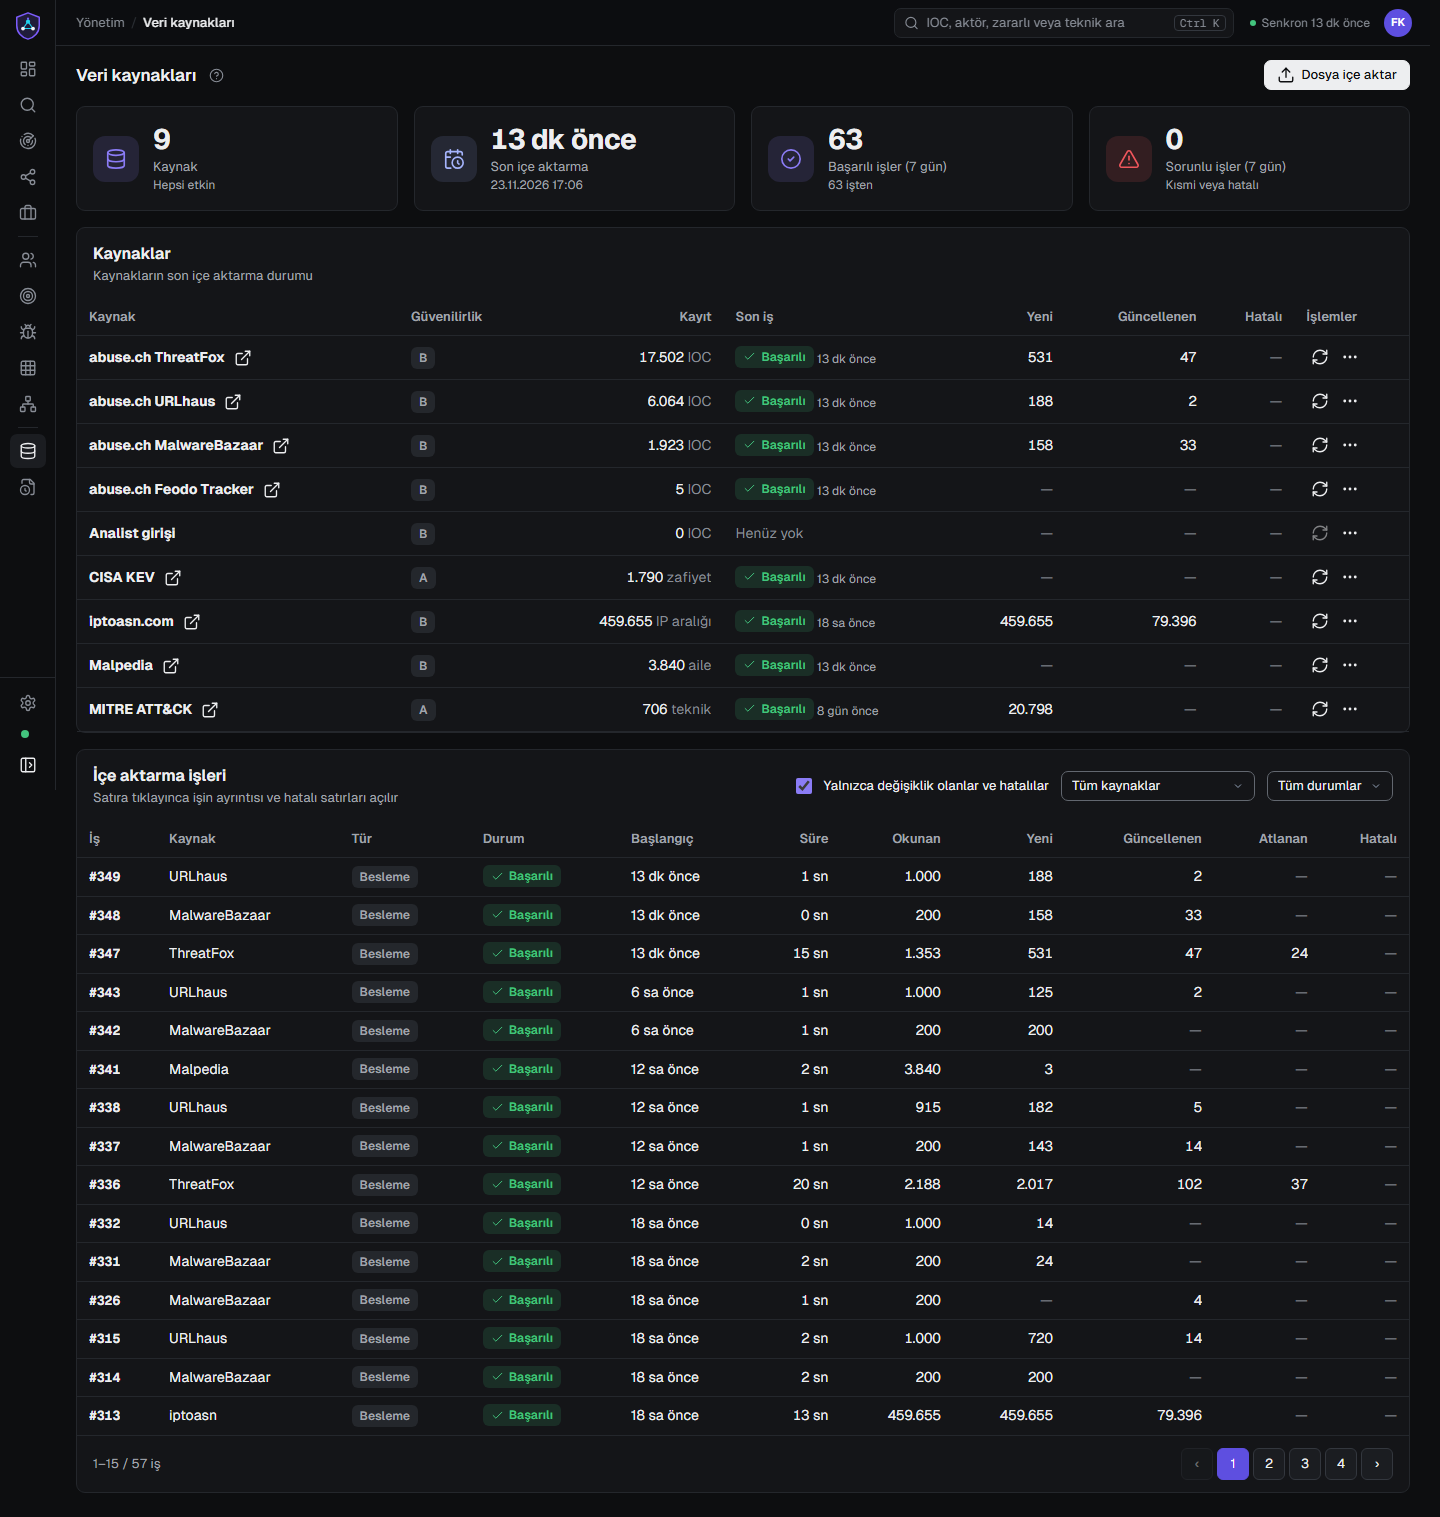 Yönetim / Veri kaynakları
IOC, aktör, zararlı veya teknik ara Ctrl K
Senkron 13 dk önce FK
Veri kaynakları
Dosya içe aktar
9
Kaynak
Hepsi etkin
13 dk önce
Son içe aktarma
23.11.2026 17:06
63
Başarılı işler (7 gün)
63 işten
0
Sorunlu işler (7 gün)
Kısmi veya hatalı
Kaynaklar
Kaynakların son içe aktarma durumu
Kaynak Güvenilirlik Kayıt Son iş Yeni Güncellenen Hatalı İşlemler
abuse.ch ThreatFox B 17.502 IOC Başarılı 13 dk önce 531 47 —
abuse.ch URLhaus B 6.064 IOC Başarılı 13 dk önce 188 2 —
abuse.ch MalwareBazaar B 1.923 IOC Başarılı 13 dk önce 158 33 —
abuse.ch Feodo Tracker B 5 IOC Başarılı 13 dk önce — — —
Analist girişi B 0 IOC Henüz yok — — —
CISA KEV A 1.790 zafiyet Başarılı 13 dk önce — — —
iptoasn.com B 459.655 IP aralığı Başarılı 18 sa önce 459.655 79.396 —
Malpedia B 3.840 aile Başarılı 13 dk önce — — —
MITRE ATT&CK A 706 teknik Başarılı 8 gün önce 20.798 — —
İçe aktarma işleri
Satıra tıklayınca işin ayrıntısı ve hatalı satırları açılır
Yalnızca değişiklik olanlar ve hatalılar Tüm kaynaklar Tüm durumlar
İş Kaynak Tür Durum Başlangıç Süre Okunan Yeni Güncellenen Atlanan Hatalı
#349 URLhaus Besleme Başarılı 13 dk önce 1 sn 1.000 188 2 — —
#348 MalwareBazaar Besleme Başarılı 13 dk önce 0 sn 200 158 33 — —
#347 ThreatFox Besleme Başarılı 13 dk önce 15 sn 1.353 531 47 24 —
#343 URLhaus Besleme Başarılı 6 sa önce 1 sn 1.000 125 2 — —
#342 MalwareBazaar Besleme Başarılı 6 sa önce 1 sn 200 200 — — —
#341 Malpedia Besleme Başarılı 12 sa önce 2 sn 3.840 3 — — —
#338 URLhaus Besleme Başarılı 12 sa önce 1 sn 915 182 5 — —
#337 MalwareBazaar Besleme Başarılı 12 sa önce 1 sn 200 143 14 — —
#336 ThreatFox Besleme Başarılı 12 sa önce 20 sn 2.188 2.017 102 37 —
#332 URLhaus Besleme Başarılı 18 sa önce 0 sn 1.000 14 — — —
#331 MalwareBazaar Besleme Başarılı 18 sa önce 2 sn 200 24 — — —
#326 MalwareBazaar Besleme Başarılı 18 sa önce 1 sn 200 — 4 — —
#315 URLhaus Besleme Başarılı 18 sa önce 2 sn 1.000 720 14 — —
#314 MalwareBazaar Besleme Başarılı 18 sa önce 2 sn 200 200 — — —
#313 iptoasn Besleme Başarılı 18 sa önce 13 sn 459.655 459.655 79.396 — —
1–15 / 57 iş ‹ 1 2 3 4 ›